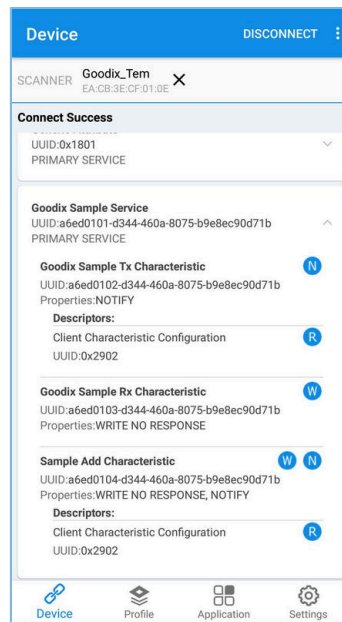 Device
DISCONNECT
SCANNER
Goodix_Tem
EA:CB:3E:CF:01:0E
Connect Success
UUID:0x1801
PRIMARY SERVICE
Goodix Sample Service
UUID:a6ed0101-d344-460a-8075-b9e8ec90d71b
PRIMARY SERVICE
Goodix Sample Tx Characteristic
N
UUID:a6ed0102-d344-460a-8075-b9e8ec90d71b
Properties:NOTIFY
Descriptors:
Client Characteristic Configuration
R
UUID:0x2902
Goodix Sample Rx Characteristic
W
UUID:a6ed0103-d344-460a-8075-b9e8ec90d71b
Properties:WRITE NO RESPONSE
Sample Add Characteristic
W N
UUID:a6ed0104-d344-460a-8075-b9e8ec90d71b
Properties:WRITE NO RESPONSE, NOTIFY
Descriptors:
Client Characteristic Configuration
R
UUID:0x2902
Device
Profile
Application
Settings